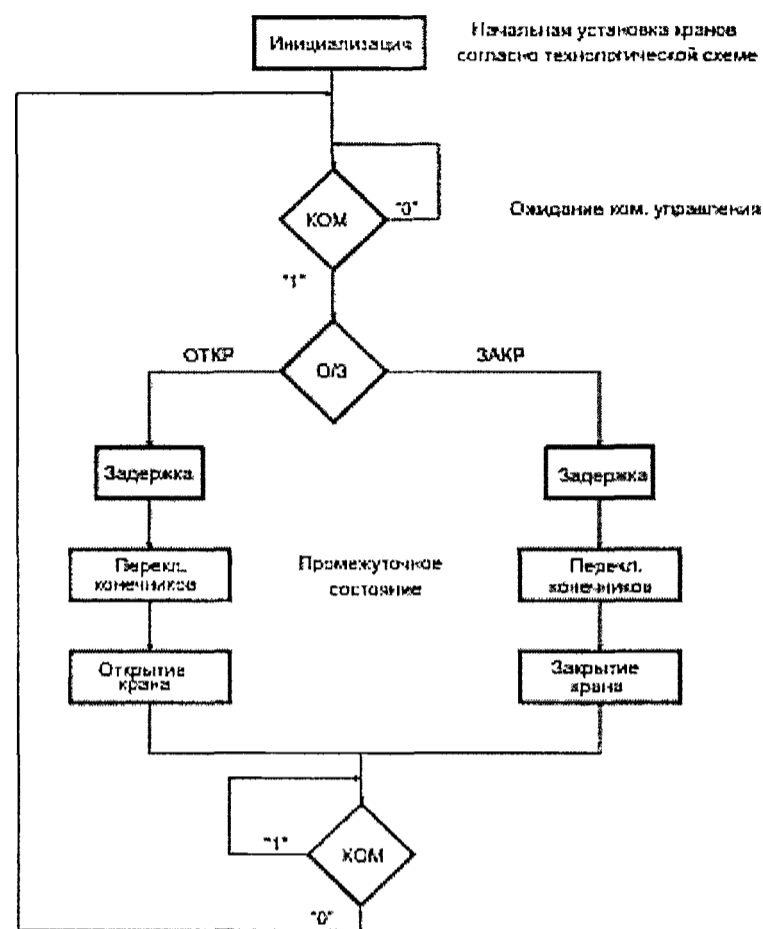 Инициализация
Начальная установка кранов
согласно технологической схеме
КОМ
"0"
Ожидание ком. управления
"1"
ОТКР
О/З
ЗАКР
Задержка
Задержка
Перекл.
конечников
Промежуточное
состояние
Перекл.
конечников
Открытие
крана
Закрытие
крана
"1"
КОМ
"0"